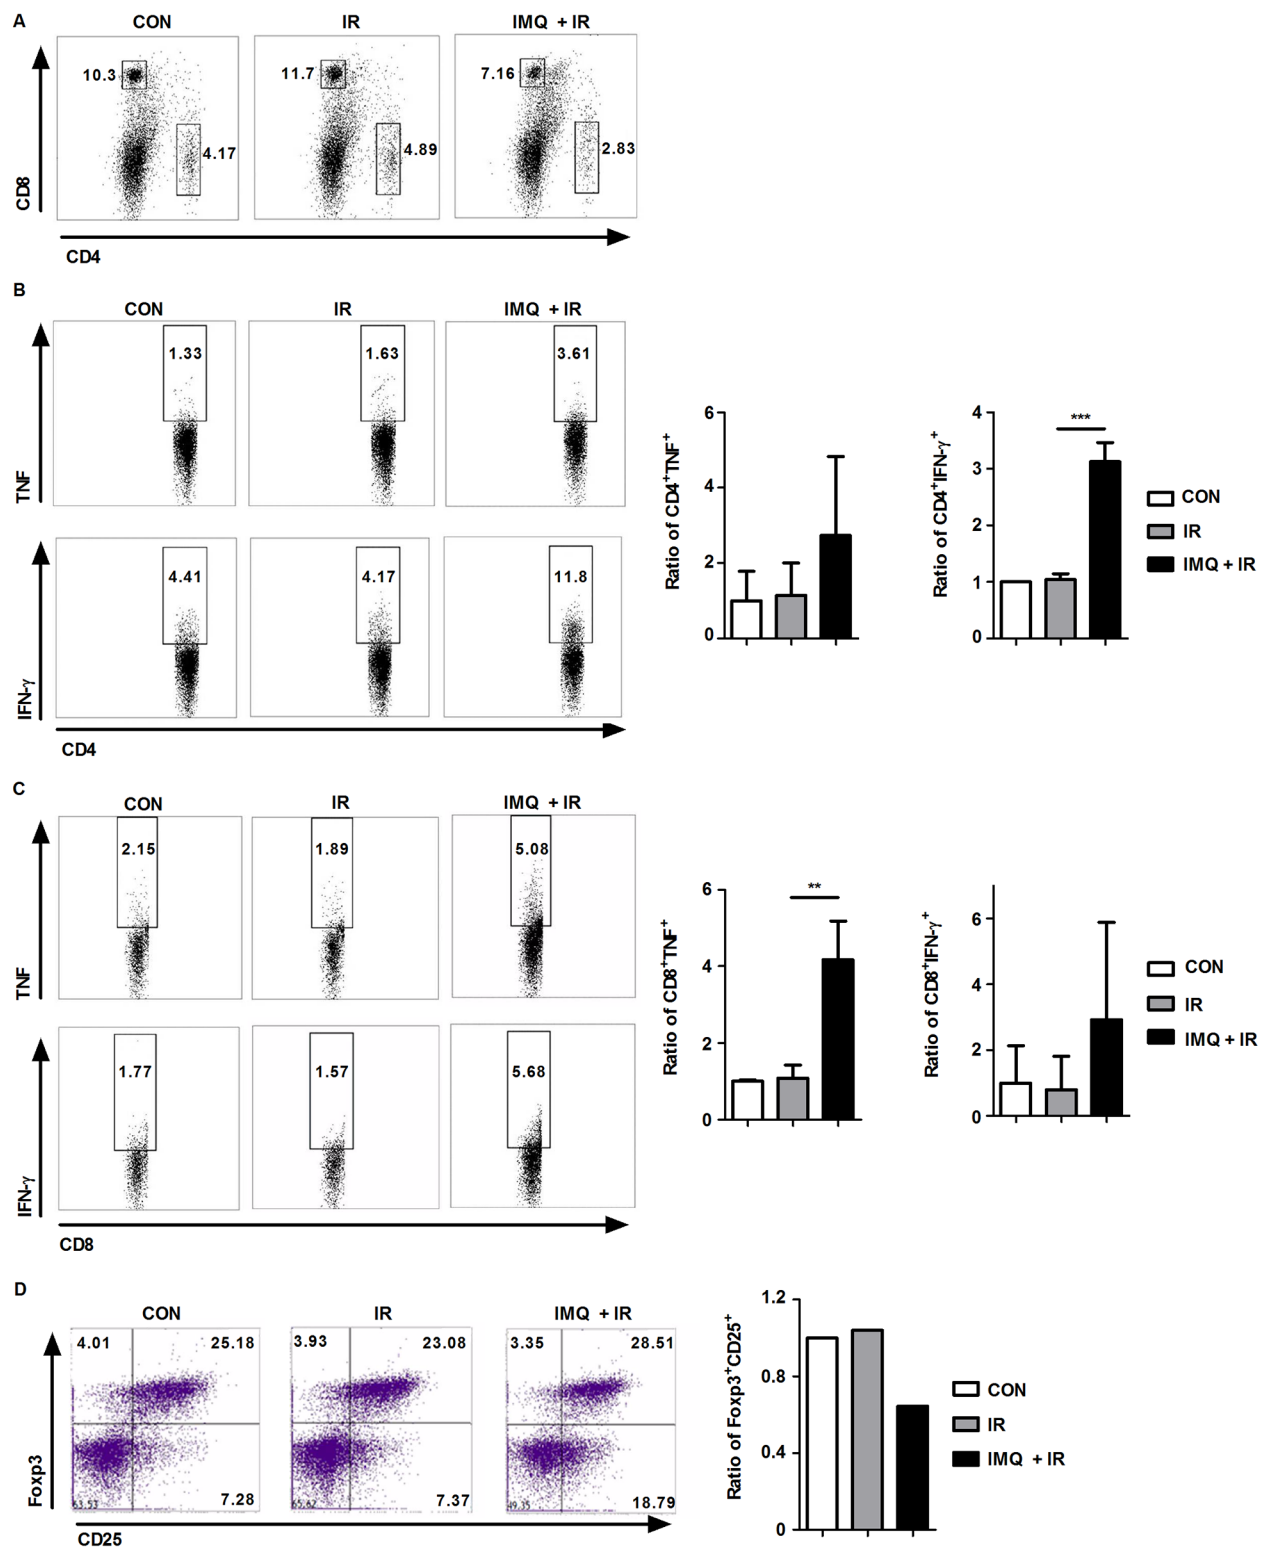 A
CON IR IMQ + IR
10.3 11.7 7.16
4.17 4.89 2.83
CD8
CD4
B
CON IR IMQ + IR
1.33 1.63 3.61
TNF
4.41 4.17 11.8
IFN-γ
CD4
Ratio of CD4+TNF+
6
4
2
0
Ratio of CD4+IFN-γ+
4
3
2
1
0
***
CON
IR
IMQ + IR
C
CON IR IMQ + IR
2.15 1.89 5.08
TNF
1.77 1.57 5.68
IFN-γ
CD8
Ratio of CD8+TNF+
6
4
2
0
**
Ratio of CD8+IFN-γ+
6
4
2
0
CON
IR
IMQ + IR
D
CON IR IMQ + IR
4.01 25.18 3.93 23.08 3.35 28.51
63.53 7.28 65.62 7.37 49.35 18.79
Foxp3
CD25
Ratio of Foxp3+CD25+
1.2
0.8
0.4
0
CON
IR
IMQ + IR